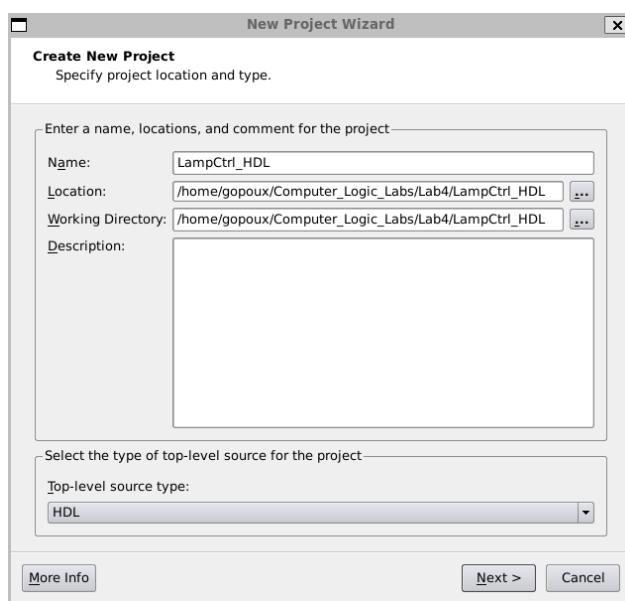 New Project Wizard
Create New Project
Specify project location and type.
Enter a name, locations, and comment for the project
Name: LampCtrl_HDL
Location: /home/gopoux/Computer_Logic_Labs/Lab4/LampCtrl_HDL ...
Working Directory: /home/gopoux/Computer_Logic_Labs/Lab4/LampCtrl_HDL ...
Description:
Select the type of top-level source for the project
Top-level source type:
HDL
More Info Next > Cancel